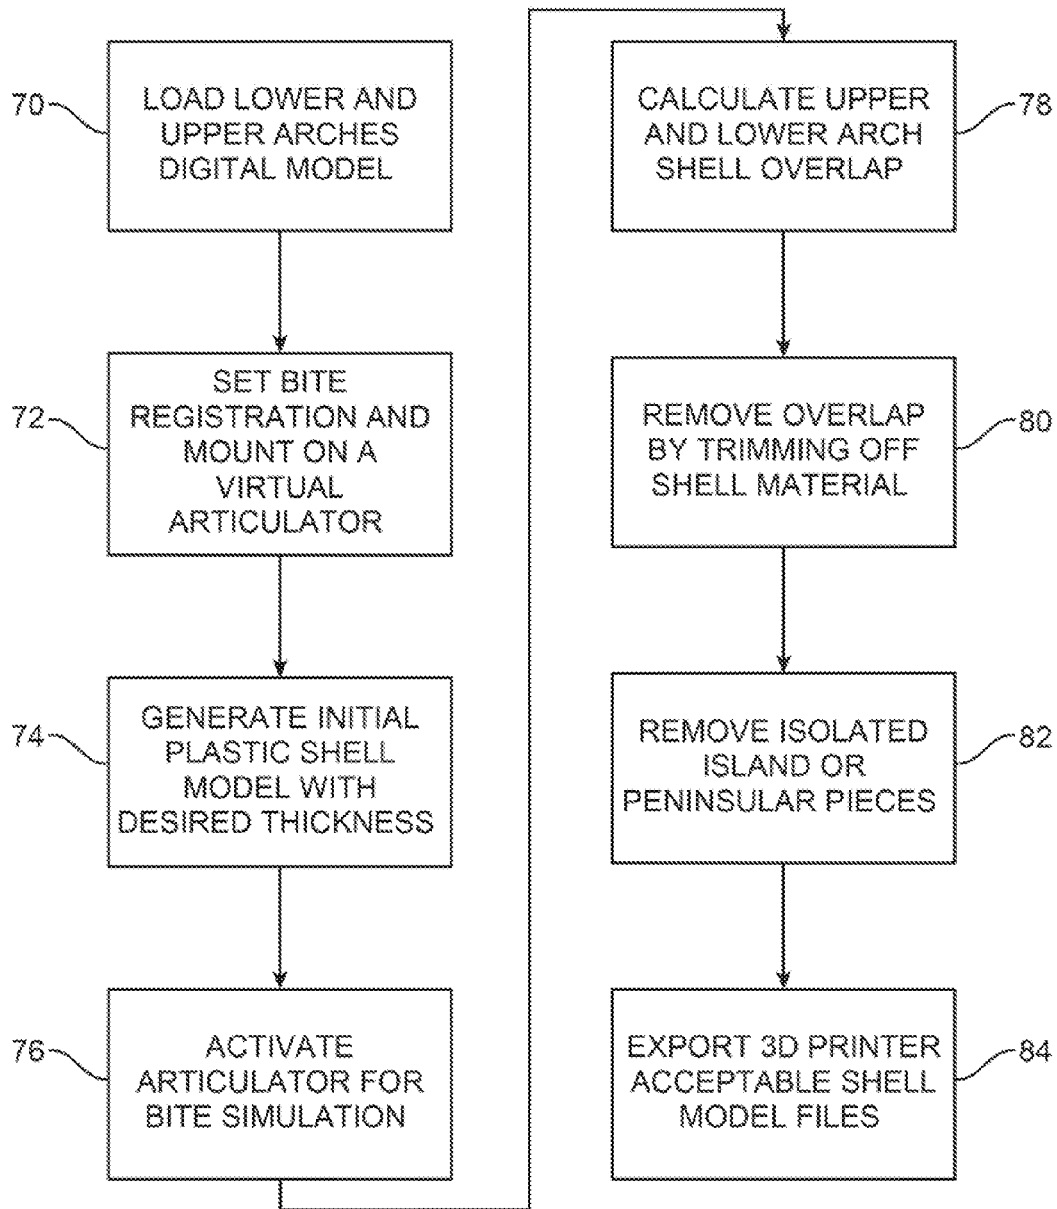 70
LOAD LOWER AND
UPPER ARCHES
DIGITAL MODEL
72
SET BITE
REGISTRATION AND
MOUNT ON A
VIRTUAL
ARTICULATOR
74
GENERATE INITIAL
PLASTIC SHELL
MODEL WITH
DESIRED THICKNESS
76
ACTIVATE
ARTICULATOR FOR
BITE SIMULATION
78
CALCULATE UPPER
AND LOWER ARCH
SHELL OVERLAP
80
REMOVE OVERLAP
BY TRIMMING OFF
SHELL MATERIAL
82
REMOVE ISOLATED
ISLAND OR
PENINSULAR PIECES
84
EXPORT 3D PRINTER
ACCEPTABLE SHELL
MODEL FILES